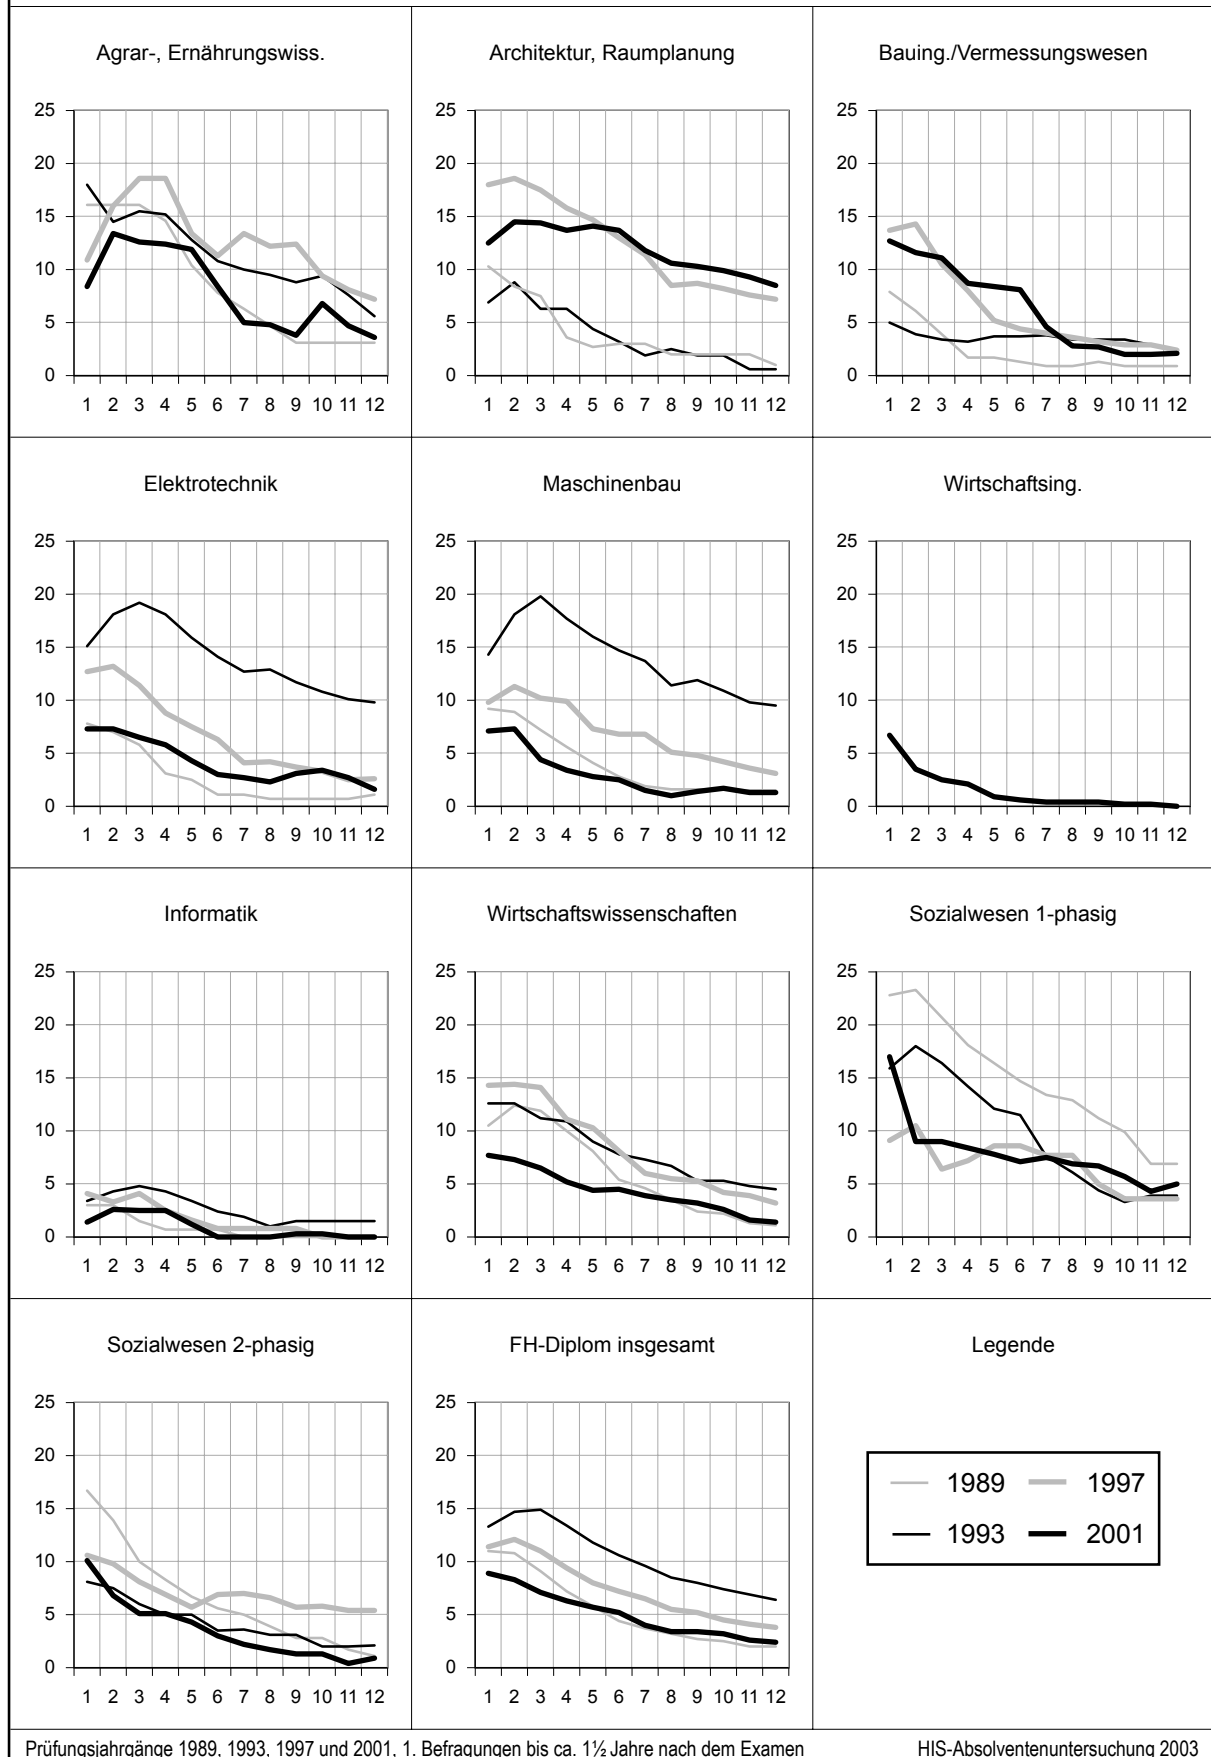 Agrar-, Ernährungswiss.
Architektur, Raumplanung
Bauing./Vermessungswesen
25
20
15
10
5
0
1 2 3 4 5 6 7 8 9 10 11 12
25
20
15
10
5
0
1 2 3 4 5 6 7 8 9 10 11 12
25
20
15
10
5
0
1 2 3 4 5 6 7 8 9 10 11 12
Elektrotechnik
Maschinenbau
Wirtschaftsing.
25
20
15
10
5
0
1 2 3 4 5 6 7 8 9 10 11 12
25
20
15
10
5
0
1 2 3 4 5 6 7 8 9 10 11 12
25
20
15
10
5
0
1 2 3 4 5 6 7 8 9 10 11 12
Informatik
Wirtschaftswissenschaften
Sozialwesen 1-phasig
25
20
15
10
5
0
1 2 3 4 5 6 7 8 9 10 11 12
25
20
15
10
5
0
1 2 3 4 5 6 7 8 9 10 11 12
25
20
15
10
5
0
1 2 3 4 5 6 7 8 9 10 11 12
Sozialwesen 2-phasig
FH-Diplom insgesamt
Legende
25
20
15
10
5
0
1 2 3 4 5 6 7 8 9 10 11 12
25
20
15
10
5
0
1 2 3 4 5 6 7 8 9 10 11 12
1989 1997
1993 2001
Prüfungsjahrgänge 1989, 1993, 1997 und 2001, 1. Befragungen bis ca. 1½ Jahre nach dem Examen
HIS-Absolventenuntersuchung 2003